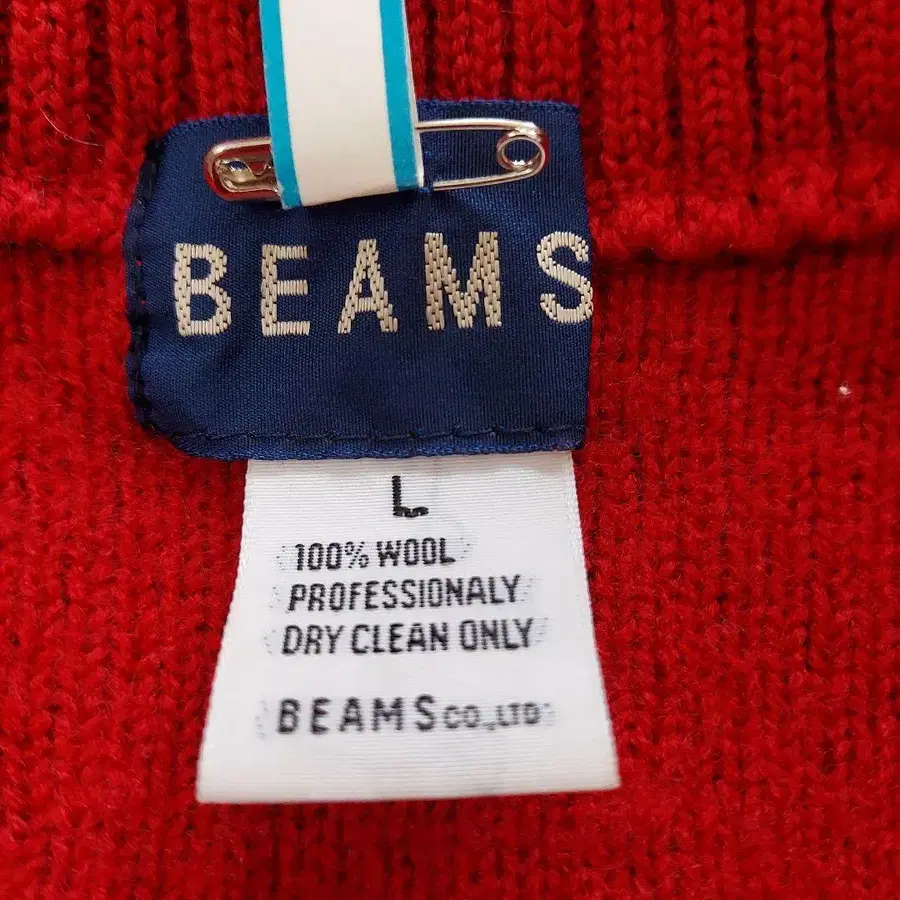 BEAMS
L
100% WOOL
PROFESSIONALY
DRY CLEAN ONLY
BEAMS CO.,LTD